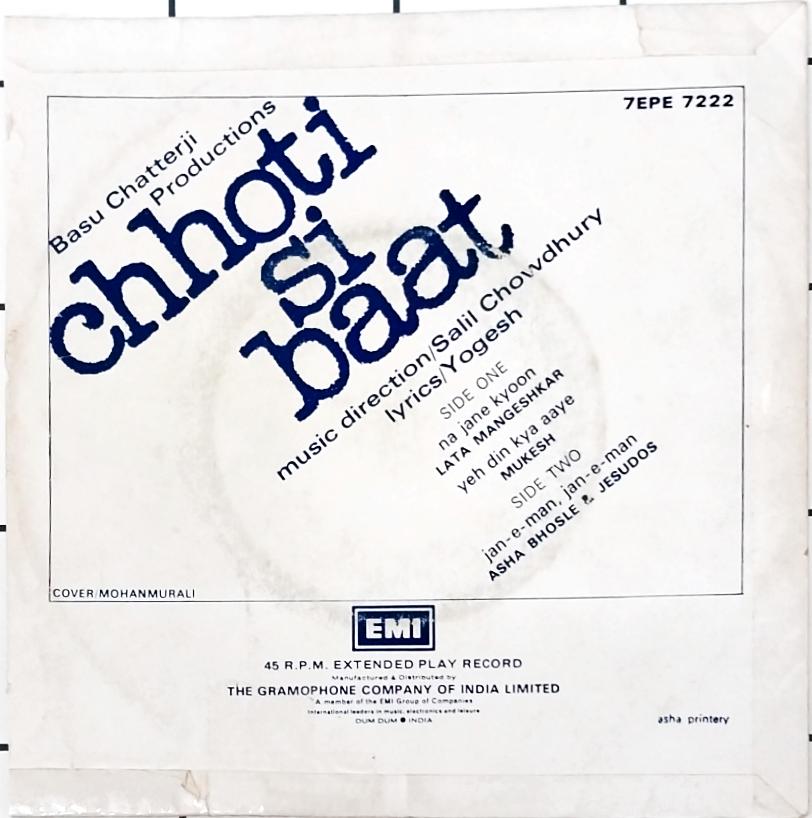 7EPE 7222
Basu Chatterji
Productions
chhoti
si
baat
music direction/Salil Chowdhury
lyrics/Yogesh
SIDE ONE
na jane kyoon
LATA MANGESHKAR
yeh din kya aaye
MUKESH
SIDE TWO
jan-e-man, jan-e-man
ASHA BHOSLE & JESUDOS
COVER/MOHANMURALI
EMI
45 R.P.M. EXTENDED PLAY RECORD
Manufactured & Distributed by
THE GRAMOPHONE COMPANY OF INDIA LIMITED
A member of the EMI Group of Companies
International leaders in music, electronics and leisure
DUM DUM ● INDIA
asha printery